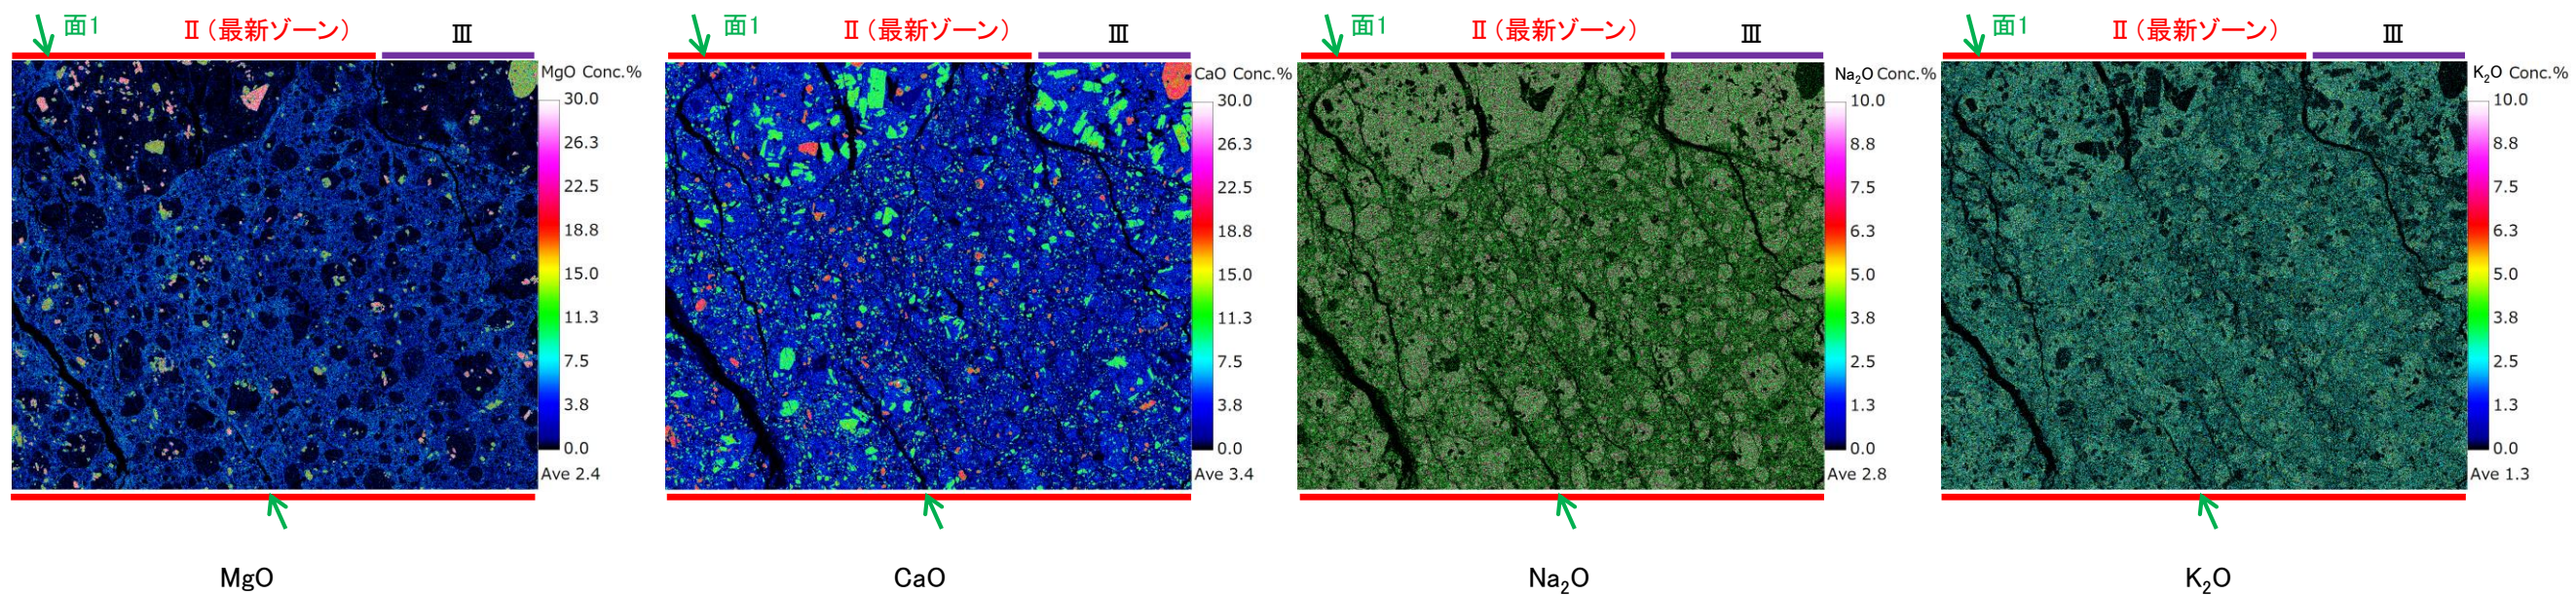 面1 Ⅱ（最新ゾーン） Ⅲ
MgO Conc.%
30.0
26.3
22.5
18.8
15.0
11.3
7.5
3.8
0.0
Ave 2.4
MgO
面1 Ⅱ（最新ゾーン） Ⅲ
CaO Conc.%
30.0
26.3
22.5
18.8
15.0
11.3
7.5
3.8
0.0
Ave 3.4
CaO
面1 Ⅱ（最新ゾーン） Ⅲ
Na₂O Conc.%
10.0
8.8
7.5
6.3
5.0
3.8
2.5
1.3
0.0
Ave 2.8
Na₂O
面1 Ⅱ（最新ゾーン） Ⅲ
K₂O Conc.%
10.0
8.8
7.5
6.3
5.0
3.8
2.5
1.3
0.0
Ave 1.3
K₂O